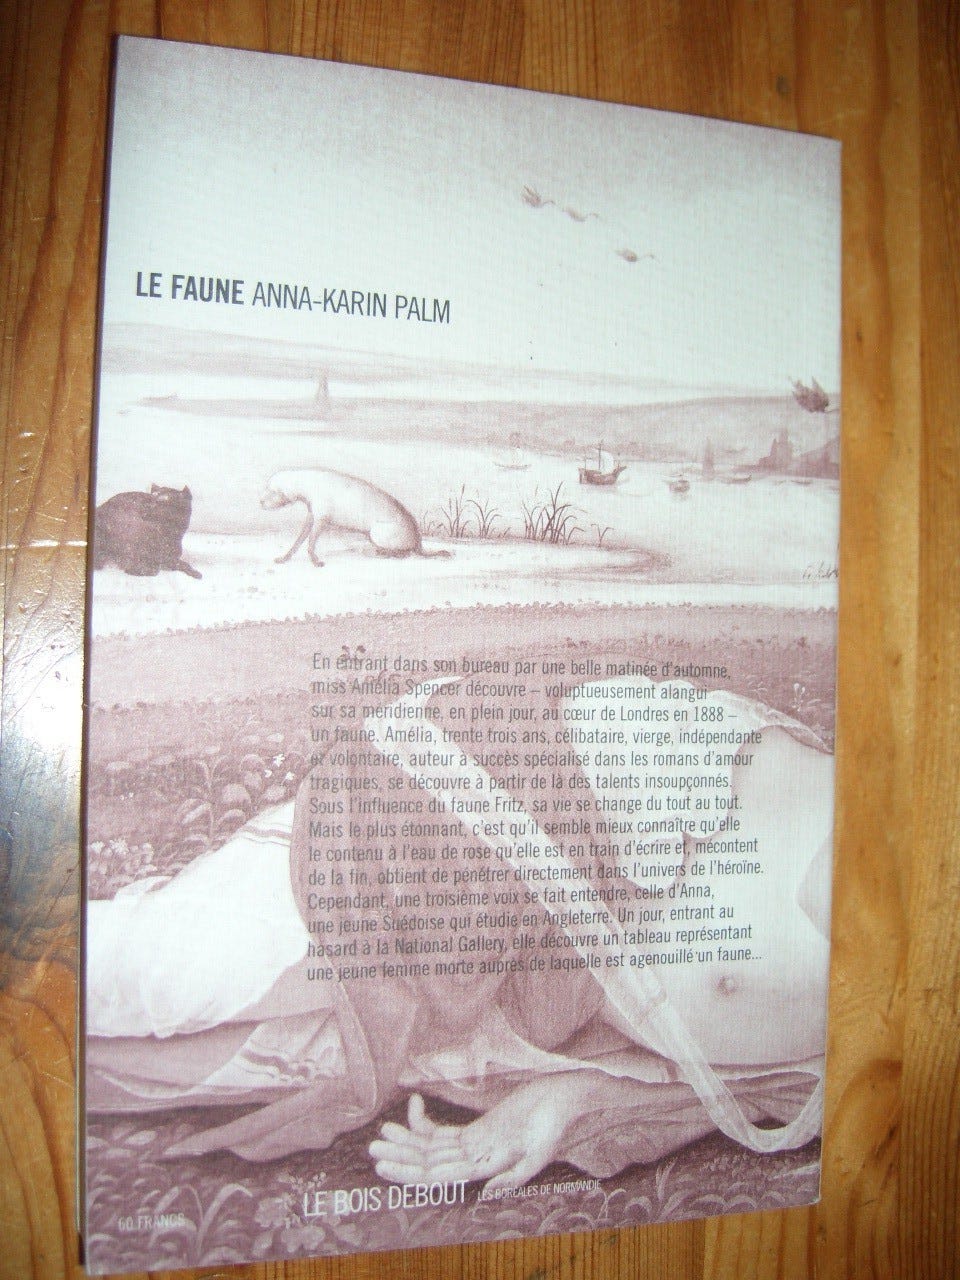 LE FAUNE ANNA-KARIN PALM
En entrant dans son bureau par une belle matinée d'automne,
miss Amélia Spencer découvre – voluptueusement alangui
sur sa méridienne, en plein jour, au cœur de Londres en 1888 –
un faune. Amélia, trente trois ans, célibataire, vierge, indépendante
et volontaire, auteur à succès spécialisé dans les romans d'amour
tragiques, se découvre à partir de là des talents insoupçonnés.
Sous l'influence du faune Fritz, sa vie se change du tout au tout.
Mais le plus étonnant, c'est qu'il semble mieux connaître qu'elle
le contenu à l'eau de rose qu'elle est en train d'écrire et, mécontent
de la fin, obtient de pénétrer directement dans l'univers de l'héroïne.
Cependant, une troisième voix se fait entendre, celle d'Anna,
une jeune Suédoise qui étudie en Angleterre. Un jour, entrant au
hasard à la National Gallery, elle découvre un tableau représentant
une jeune femme morte auprès de laquelle est agenouillé un faune...
LE BOIS DEBOUT LES BORÉALES DE NORMANDIE
60 FRANCS